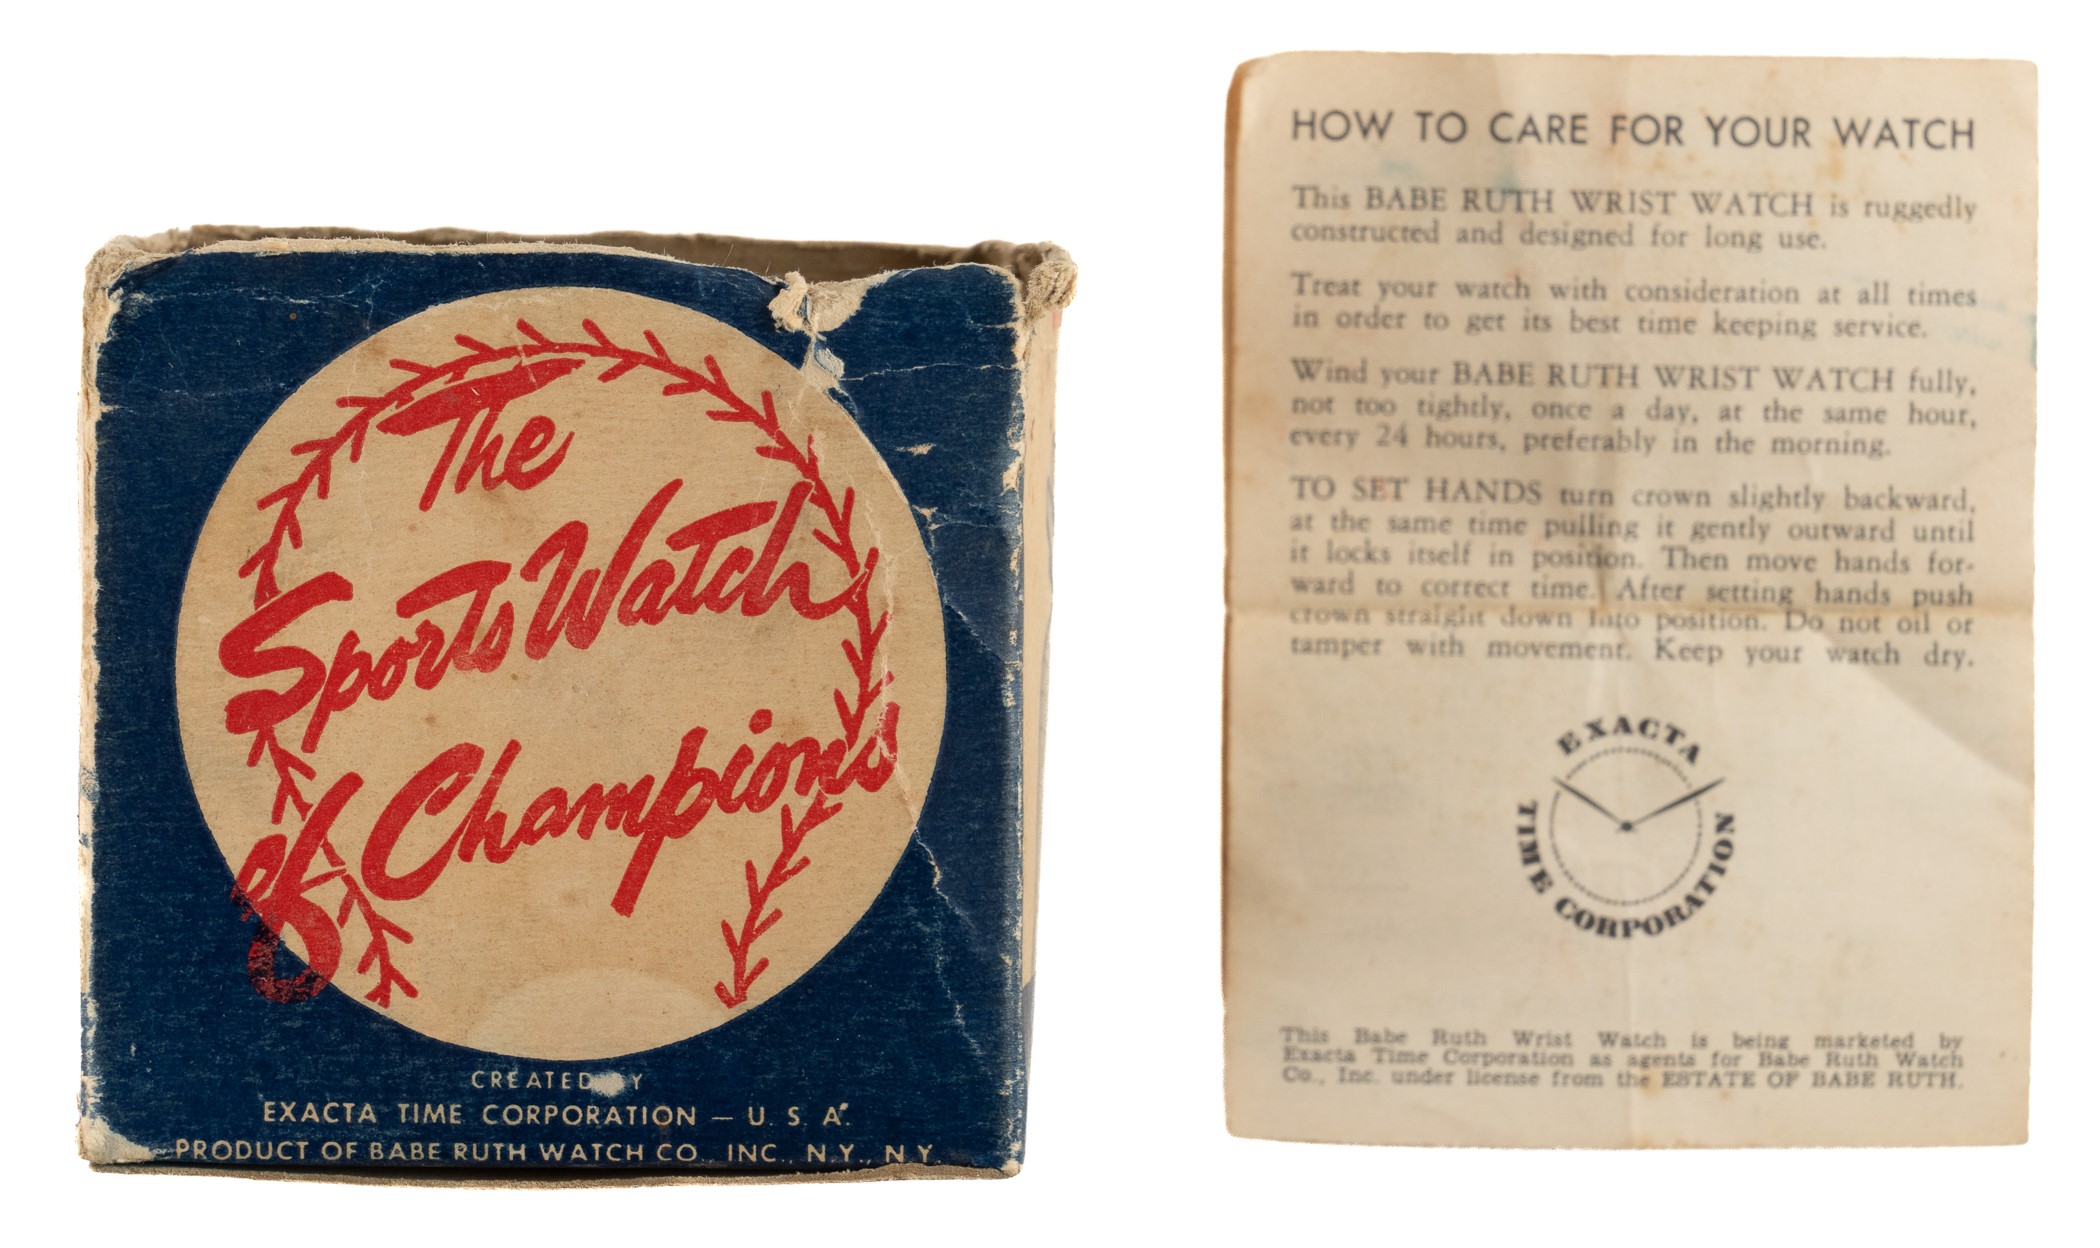 The
Sports Watch
of Champions
CREATED BY
EXACTA TIME CORPORATION — U. S. A.
PRODUCT OF BABE RUTH WATCH CO., INC., N.Y., N.Y.
HOW TO CARE FOR YOUR WATCH
This BABE RUTH WRIST WATCH is ruggedly
constructed and designed for long use.
Treat your watch with consideration at all times
in order to get its best time keeping service.
Wind your BABE RUTH WRIST WATCH fully,
not too tightly, once a day, at the same hour,
every 24 hours, preferably in the morning.
TO SET HANDS turn crown slightly backward,
at the same time pulling it gently outward until
it locks itself in position. Then move hands for-
ward to correct time. After setting hands push
crown straight down into position. Do not oil or
tamper with movement. Keep your watch dry.
EXACTA
TIME CORPORATION
This Babe Ruth Wrist Watch is being marketed by
Exacta Time Corporation as agents for Babe Ruth Watch
Co., Inc. under license from the ESTATE OF BABE RUTH.